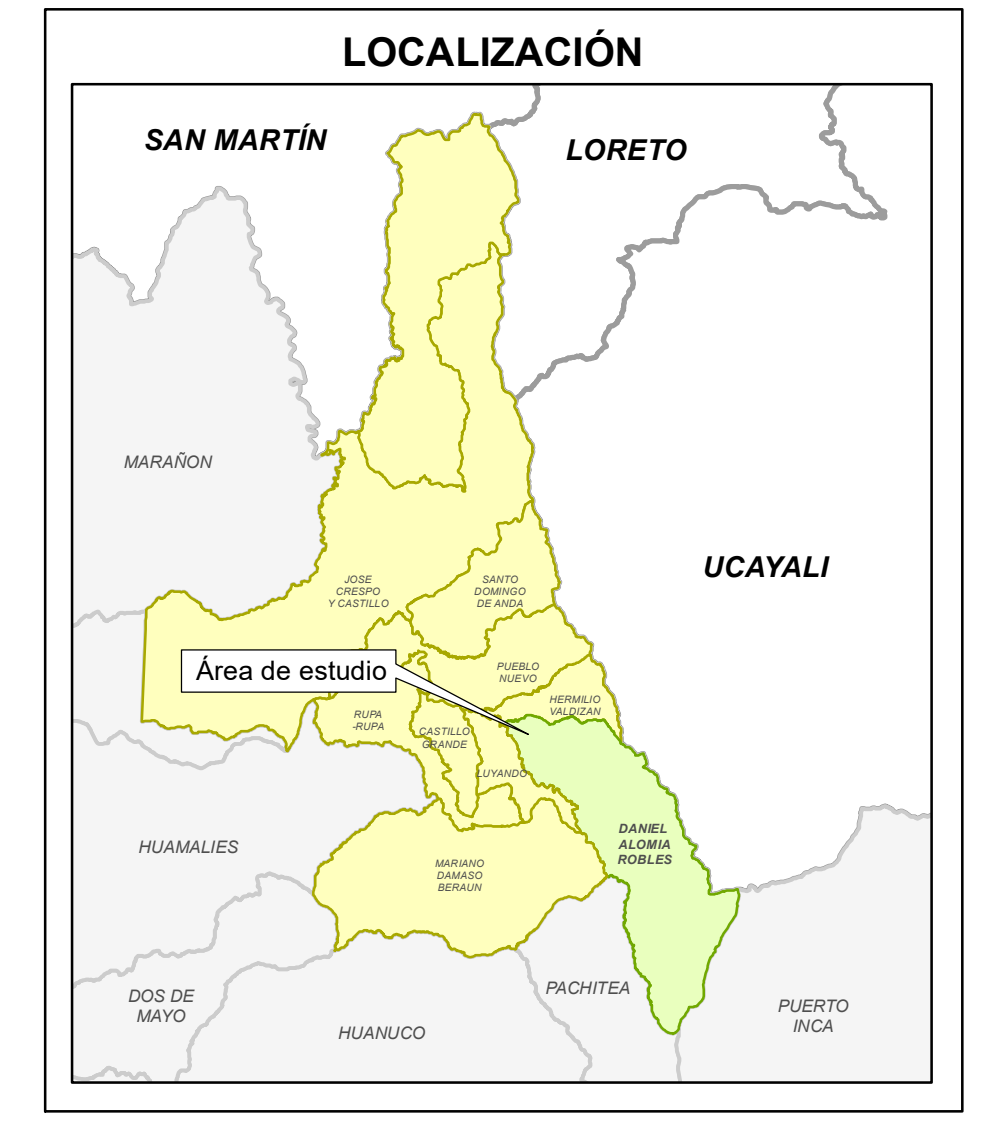 LOCALIZACIÓN
SAN MARTÍN
LORETO
MARAÑON
UCAYALI
JOSE
CRESPO
Y CASTILLO
SANTO
DOMINGO
DE ANDA
Área de estudio
PUEBLO
NUEVO
HERMILIO
VALDIZAN
RUPA
-RUPA
CASTILLO
GRANDE
LUYANDO
DANIEL
ALOMIA
ROBLES
HUAMALIES
MARIANO
DAMASO
BERAUN
DOS DE
MAYO
PACHITEA
PUERTO
INCA
HUANUCO